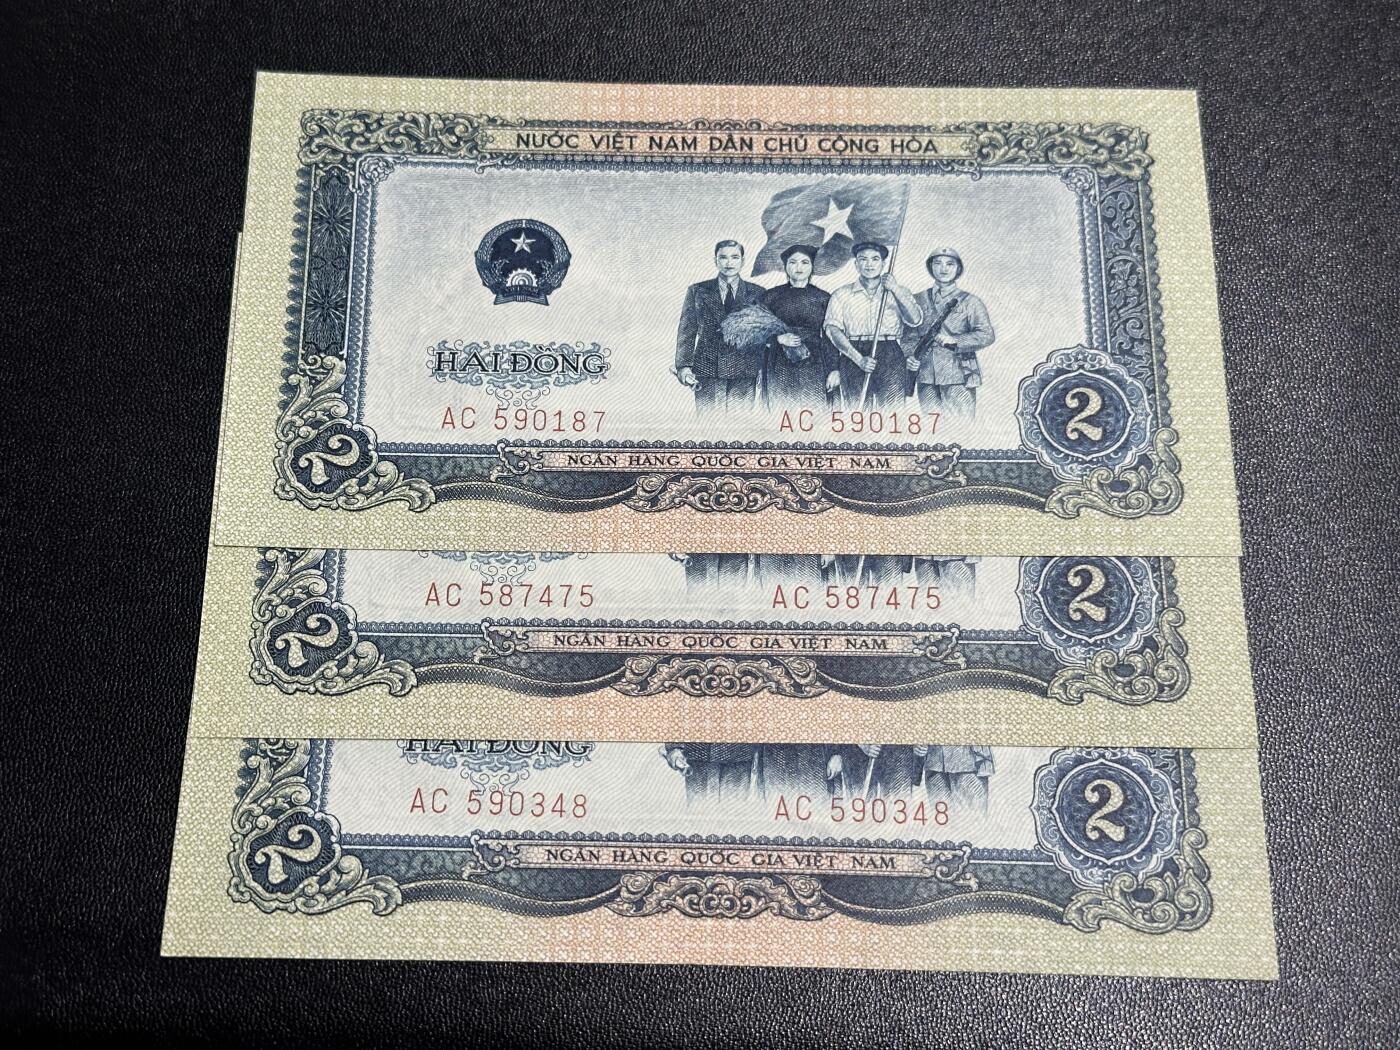 NƯỚC VIỆT NAM DÂN CHỦ CỘNG HÒA
HAI ĐỒNG
AC 590187 AC 590187
2 2
NGÂN HÀNG QUỐC GIA VIỆT NAM
AC 587475 AC 587475
2 2
NGÂN HÀNG QUỐC GIA VIỆT NAM
HAI ĐỒNG
AC 590348 AC 590348
2 2
NGÂN HÀNG QUỐC GIA VIỆT NAM